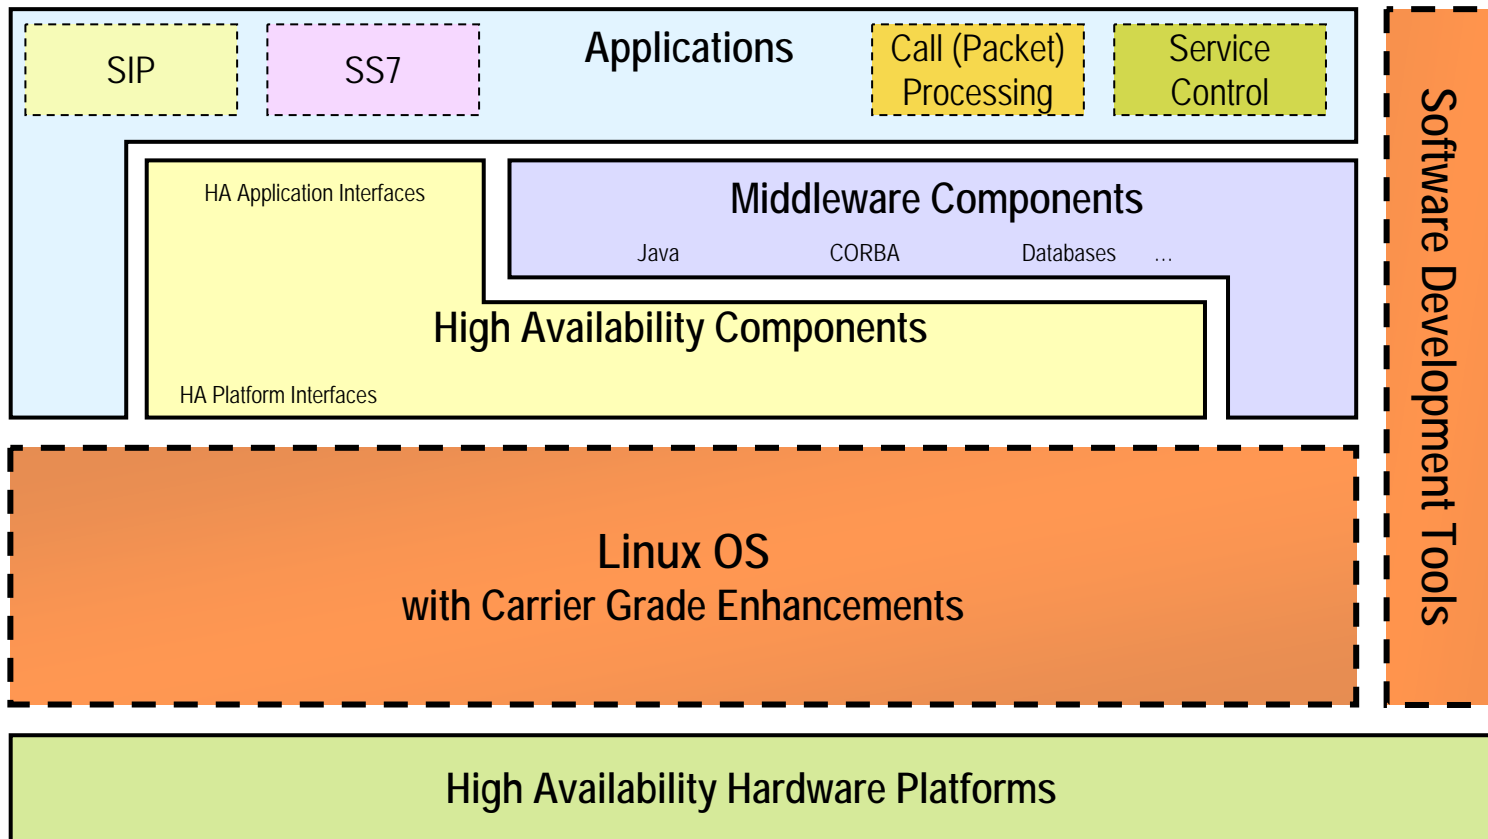 Applications
SIP
SS7
Call (Packet)
Processing
Service
Control
HA Application Interfaces
Middleware Components
Java CORBA Databases ...
High Availability Components
HA Platform Interfaces
Linux OS
with Carrier Grade Enhancements
Software Development Tools
High Availability Hardware Platforms